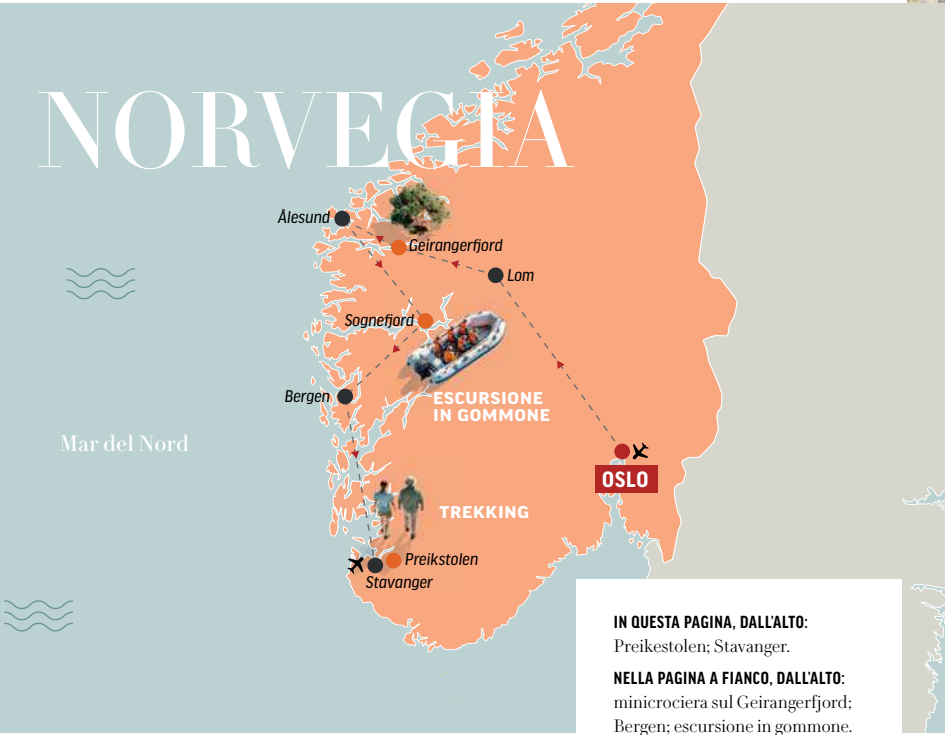 NORVEGIA
Ålesund
Geirangerfjord
Lom
Sognefjord
Bergen
ESCURSIONE
IN GOMMONE
Mar del Nord
OSLO
TREKKING
Preikstolen
Stavanger
IN QUESTA PAGINA, DALL'ALTO:
Preikestolen; Stavanger.
NELLA PAGINA A FIANCO, DALL'ALTO:
minicrociera sul Geirangerfjord;
Bergen; escursione in gommone.